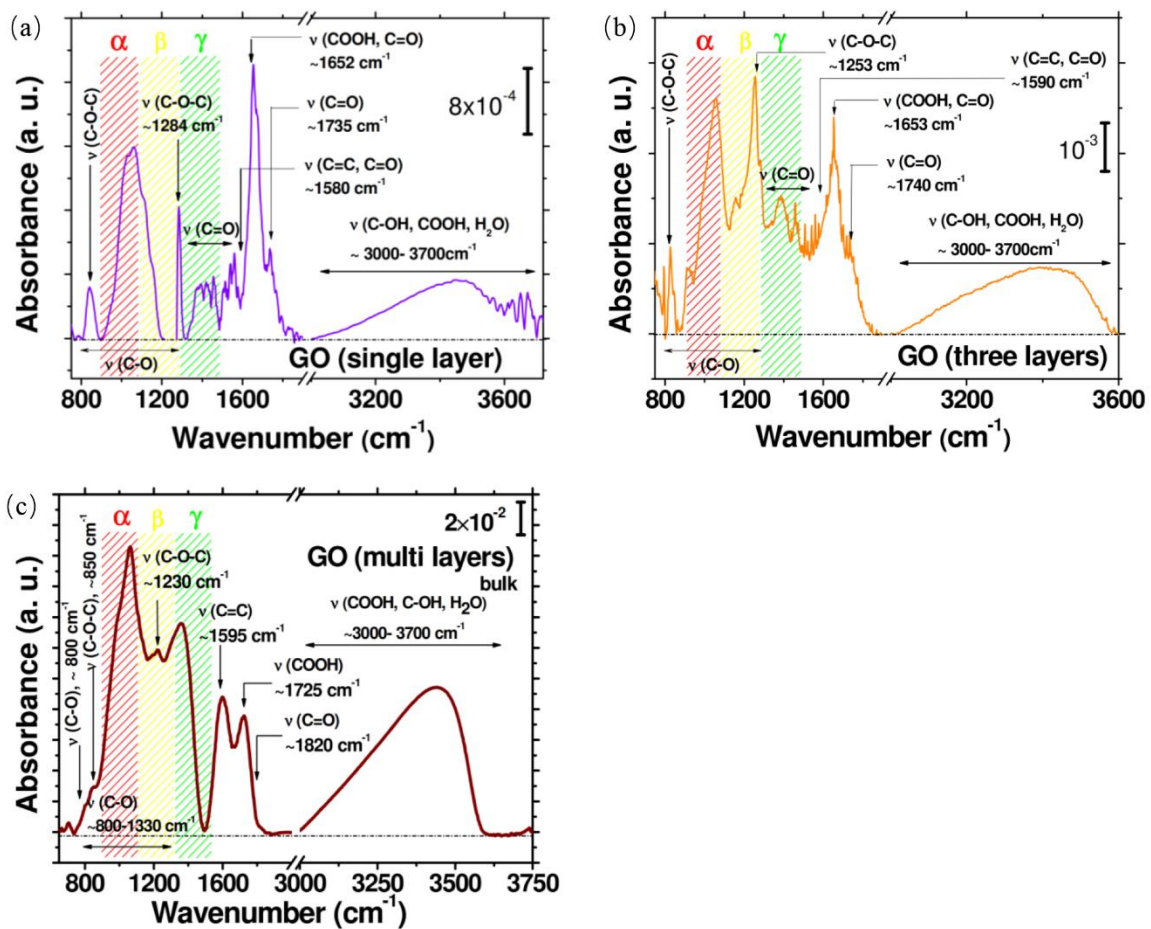 (a)
α β γ
ν (COOH, C=O)
~1652 cm⁻¹
8×10⁻⁴
ν (C-O-C)
ν (C-O-C)
~1284 cm⁻¹
ν (C=O)
~1735 cm⁻¹
ν (C=C, C=O)
~1580 cm⁻¹
ν (C=O)
ν (C-OH, COOH, H₂O)
~ 3000- 3700cm⁻¹
ν (C-O)
GO (single layer)
Absorbance (a. u.)
800 1200 1600 3200 3600
Wavenumber (cm⁻¹)
(b)
α β γ
ν (C-O-C)
ν (C-O-C)
~1253 cm⁻¹
ν (C=C, C=O)
~1590 cm⁻¹
ν (COOH, C=O)
~1653 cm⁻¹
10⁻³
ν (C=O)
ν (C=O)
~1740 cm⁻¹
ν (C-OH, COOH, H₂O)
~ 3000- 3700cm⁻¹
ν (C-O)
GO (three layers)
Absorbance (a. u.)
800 1200 1600 3200 3600
Wavenumber (cm⁻¹)
(c)
α β γ
2×10⁻²
GO (multi layers)
bulk
ν (C-O), ~ 800 cm⁻¹
ν (C-O-C), ~850 cm⁻¹
ν (C-O-C)
~1230 cm⁻¹
ν (C=C)
~1595 cm⁻¹
ν (COOH, C-OH, H₂O)
~3000- 3700 cm⁻¹
ν (COOH)
~1725 cm⁻¹
ν (C=O)
~1820 cm⁻¹
ν (C-O)
~800-1330 cm⁻¹
Absorbance (a. u.)
800 1200 1600 3000 3250 3500 3750
Wavenumber (cm⁻¹)